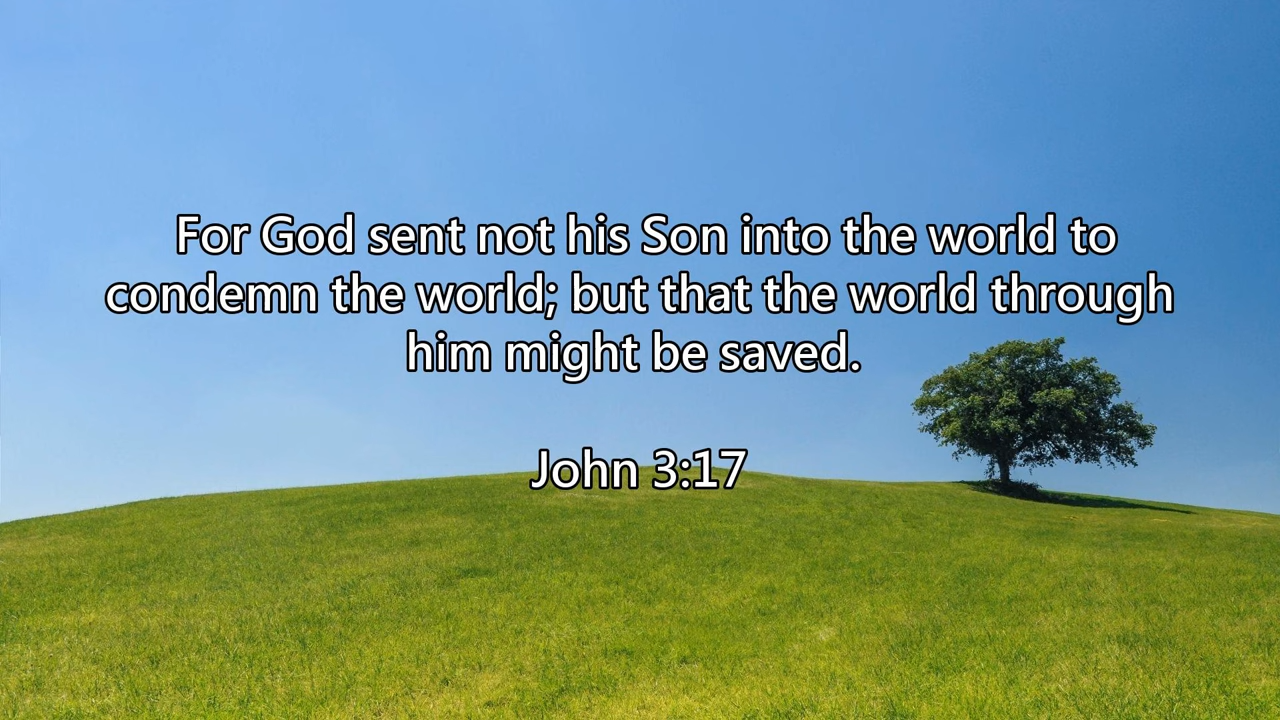 For God sent not his Son into the world to
condemn the world; but that the world through
him might be saved.
John 3:17